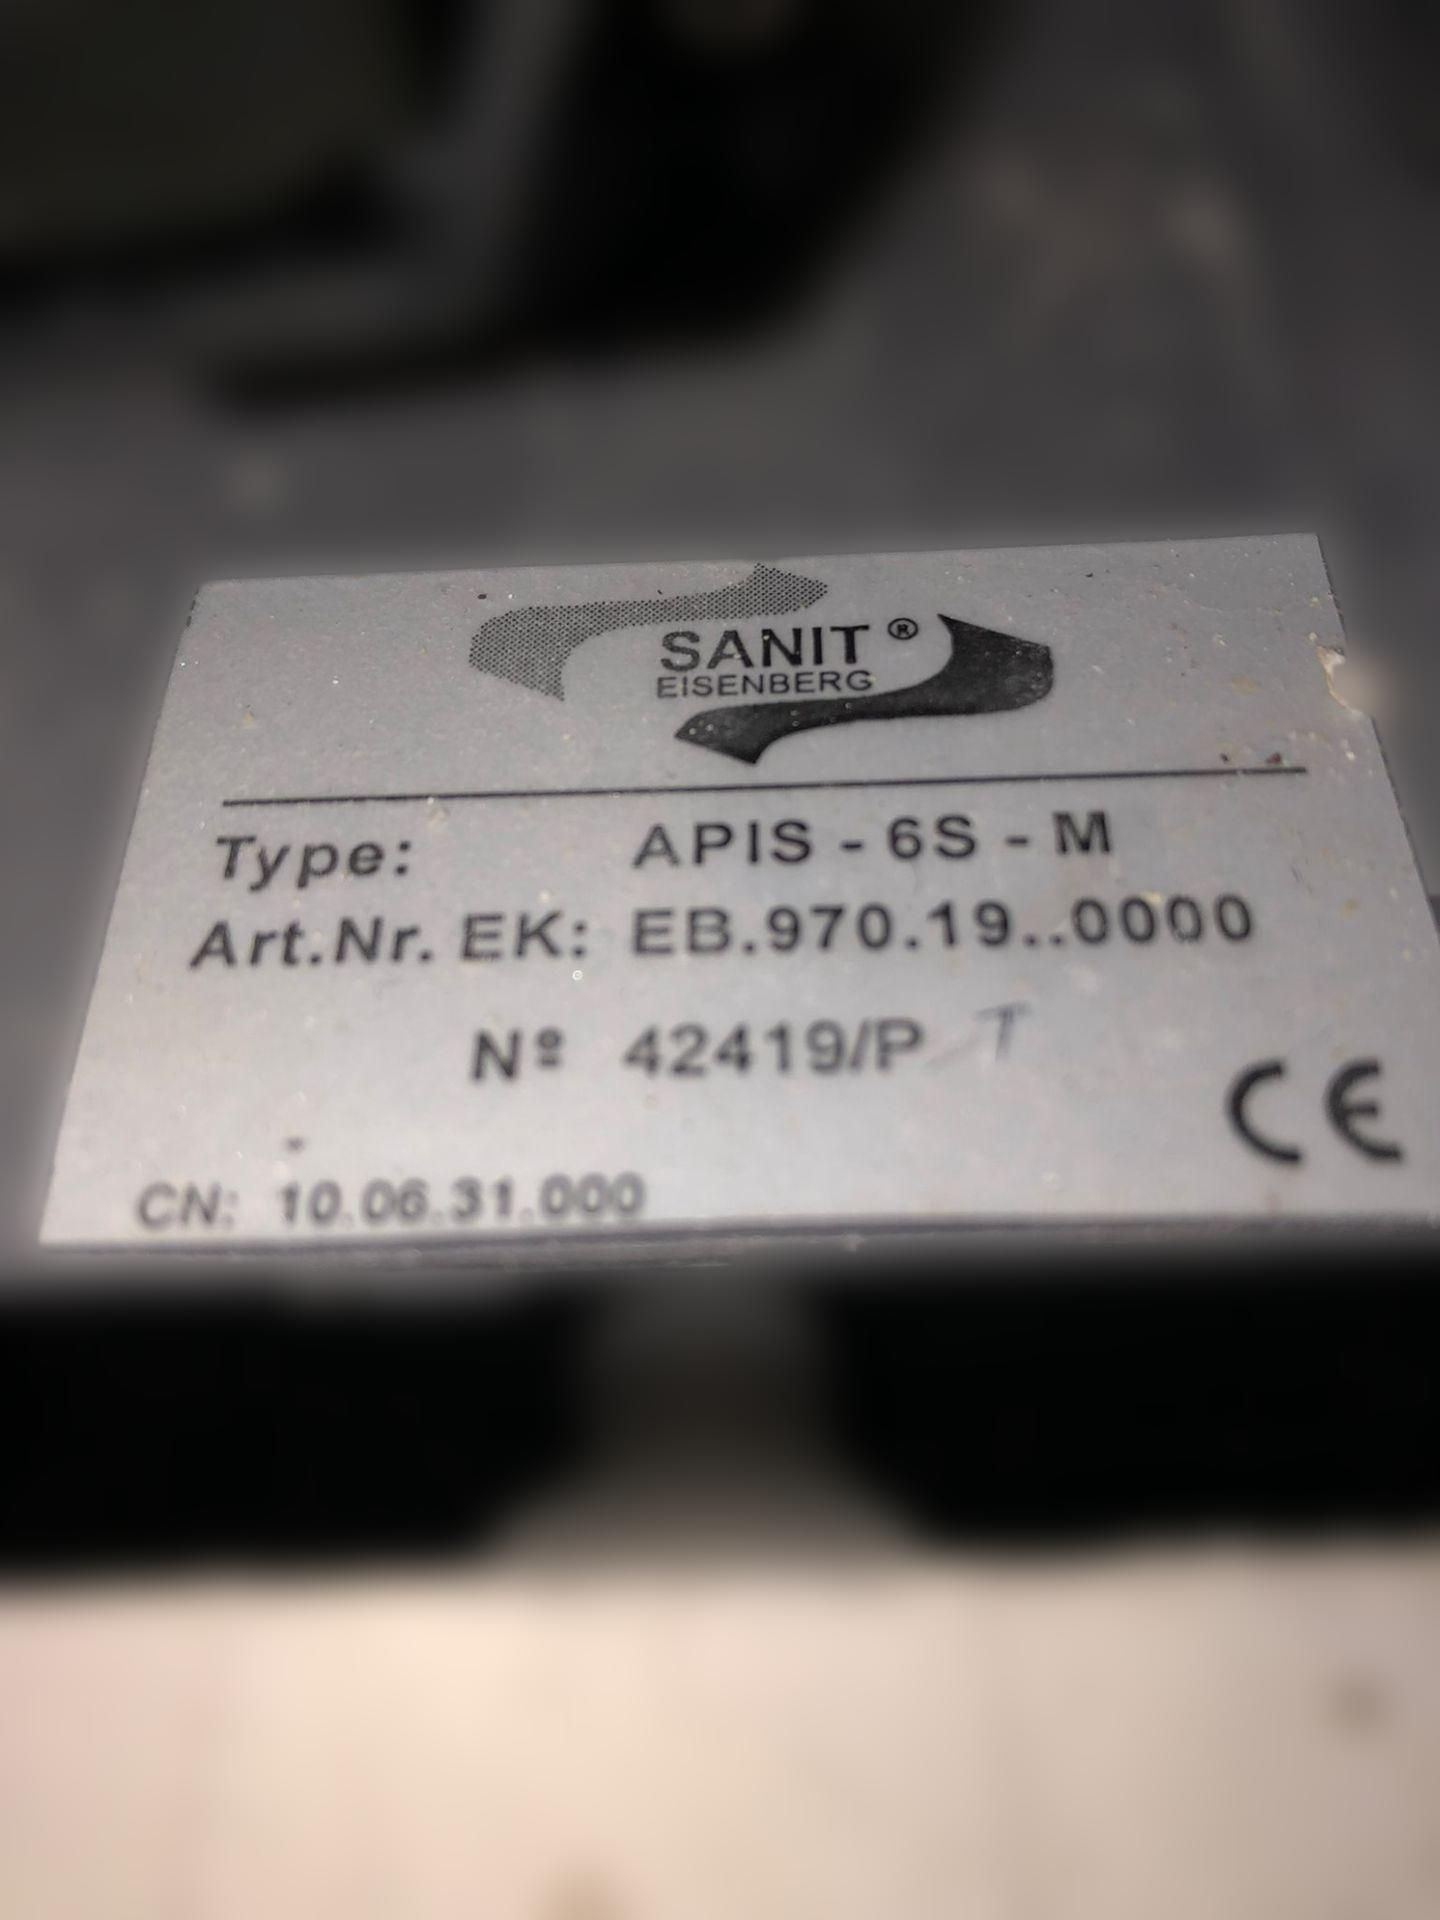 SANIT ®
EISENBERG
Type: APIS - 6S - M
Art.Nr. EK: EB.970.19..0000
Nº 42419/P T
CE
CN: 10.06.31.000